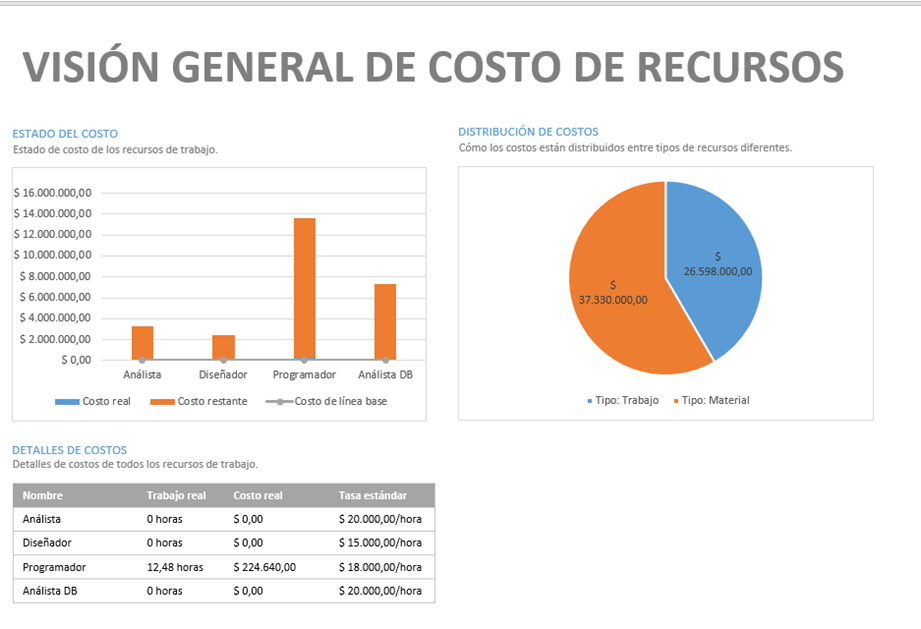 VISIÓN GENERAL DE COSTO DE RECURSOS
ESTADO DEL COSTO
Estado de costo de los recursos de trabajo.
$ 16.000.000,00
$ 14.000.000,00
$ 12.000.000,00
$ 10.000.000,00
$ 8.000.000,00
$ 6.000.000,00
$ 4.000.000,00
$ 2.000.000,00
$ 0,00
Análista Diseñador Programador Análista DB
Costo real Costo restante Costo de línea base
DISTRIBUCIÓN DE COSTOS
Cómo los costos están distribuidos entre tipos de recursos diferentes.
$
26.598.000,00
$
37.330.000,00
Tipo: Trabajo Tipo: Material
DETALLES DE COSTOS
Detalles de costos de todos los recursos de trabajo.
Nombre Trabajo real Costo real Tasa estándar
Análista 0 horas $ 0,00 $ 20.000,00/hora
Diseñador 0 horas $ 0,00 $ 15.000,00/hora
Programador 12,48 horas $ 224.640,00 $ 18.000,00/hora
Análista DB 0 horas $ 0,00 $ 20.000,00/hora